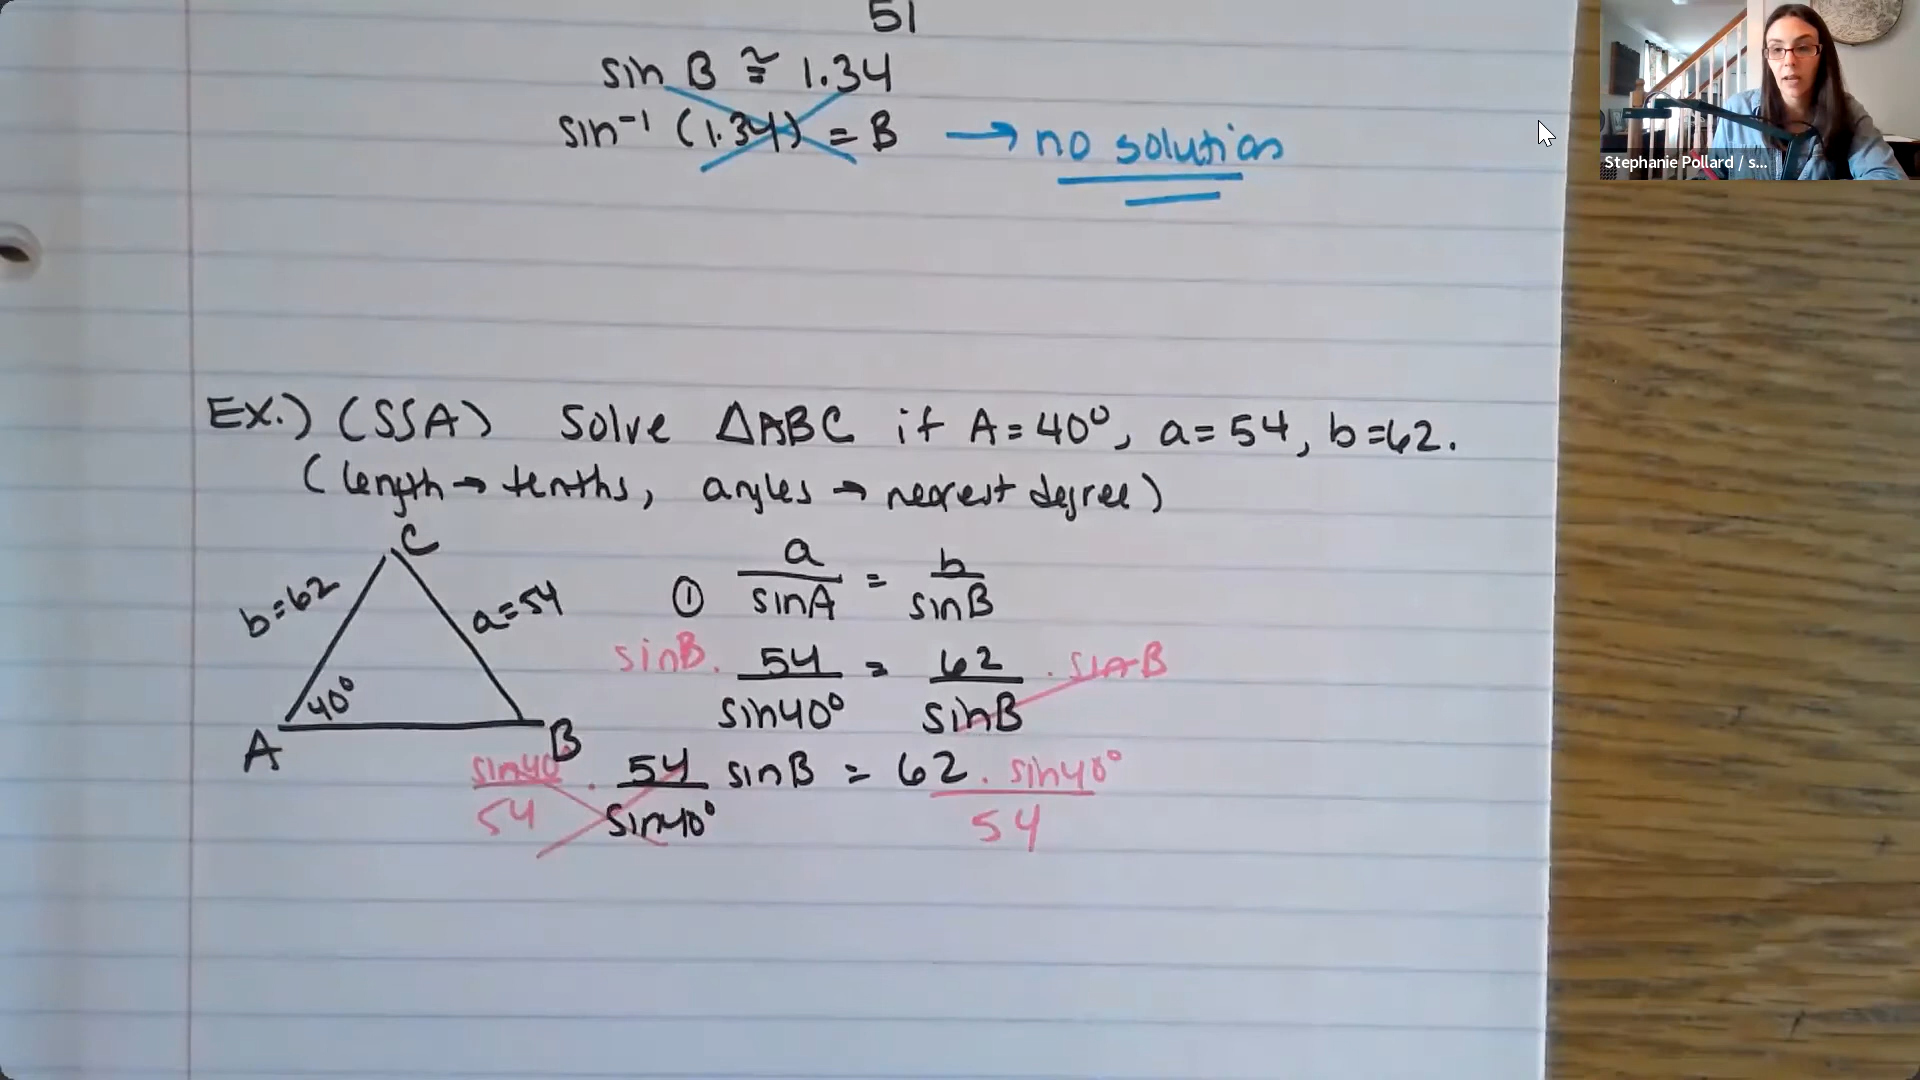 51
sin B ≅ 1.34
sin⁻¹ (1.34) = B → no solution
EX.) (SSA) Solve △ABC if A = 40°, a = 54, b = 62.
(length → tenths, angles → nearest degree)
C
b = 62
a = 54
40°
A
B
① a/sinA = b/sinB
sinB · 54/sin40° = 62/sinB · sinB
sin40/54 · 54/sin40° sinB = 62 · sin40°/54
Stephanie Pollard / s...